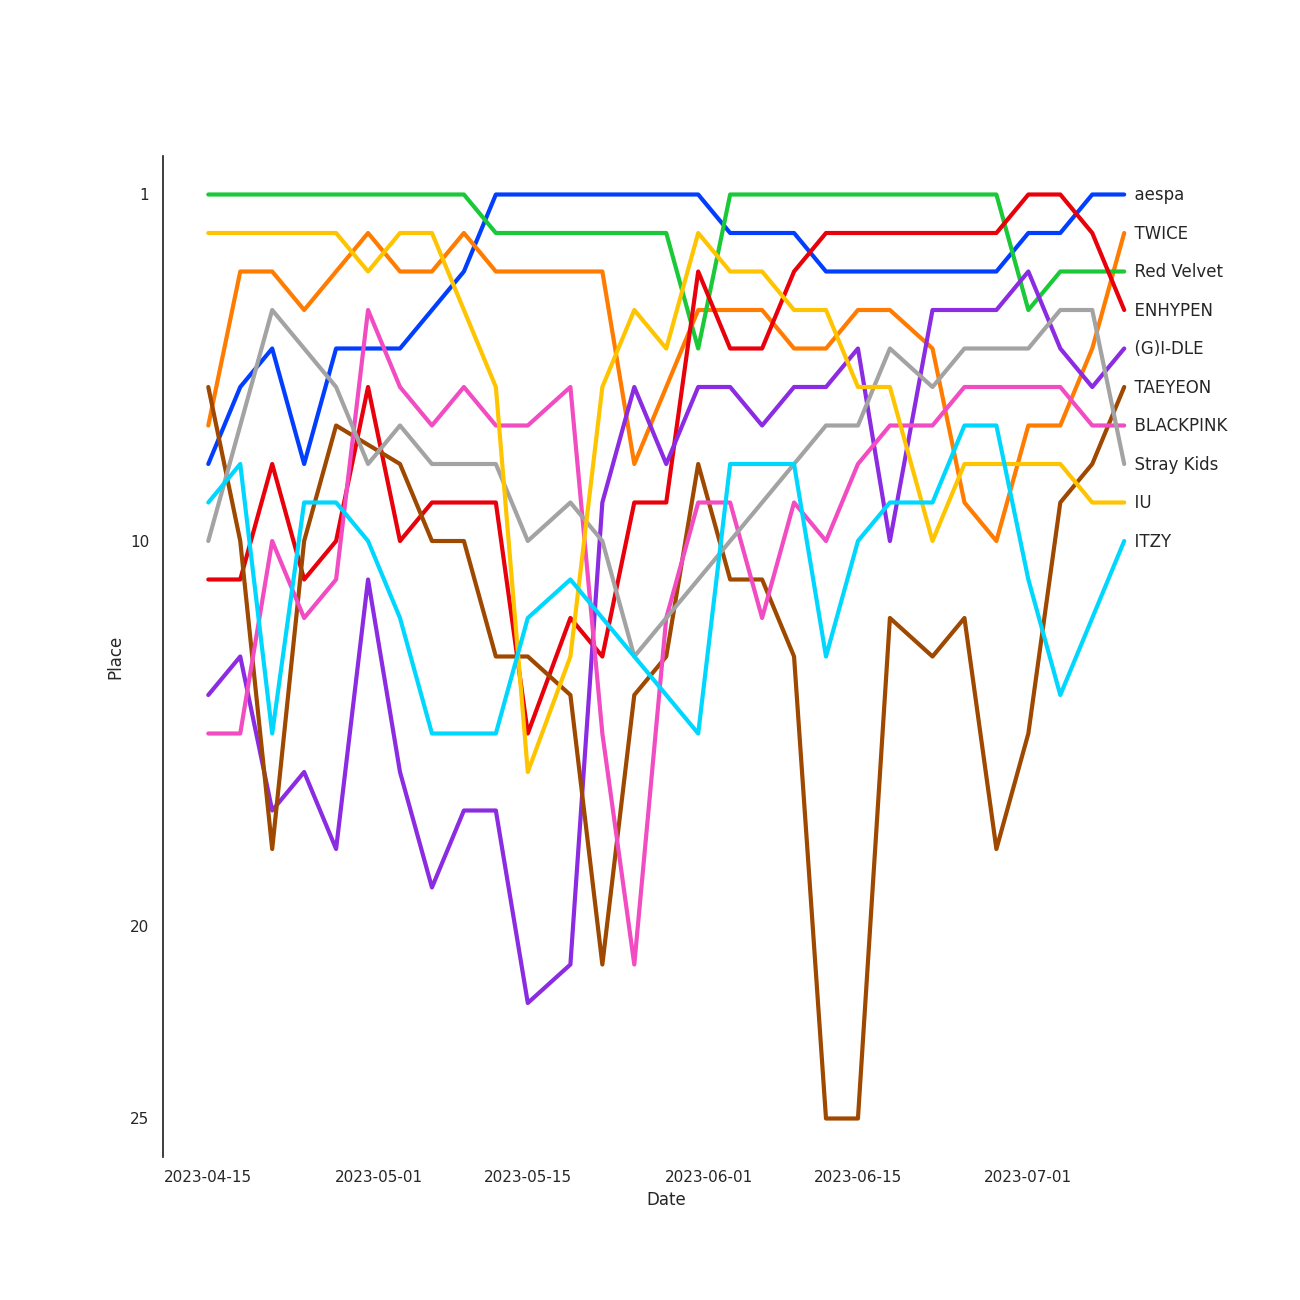 1
10
20
25
Place
2023-04-15
2023-05-01
2023-05-15
2023-06-01
2023-06-15
2023-07-01
Date
aespa
TWICE
Red Velvet
ENHYPEN
(G)I-DLE
TAEYEON
BLACKPINK
Stray Kids
IU
ITZY